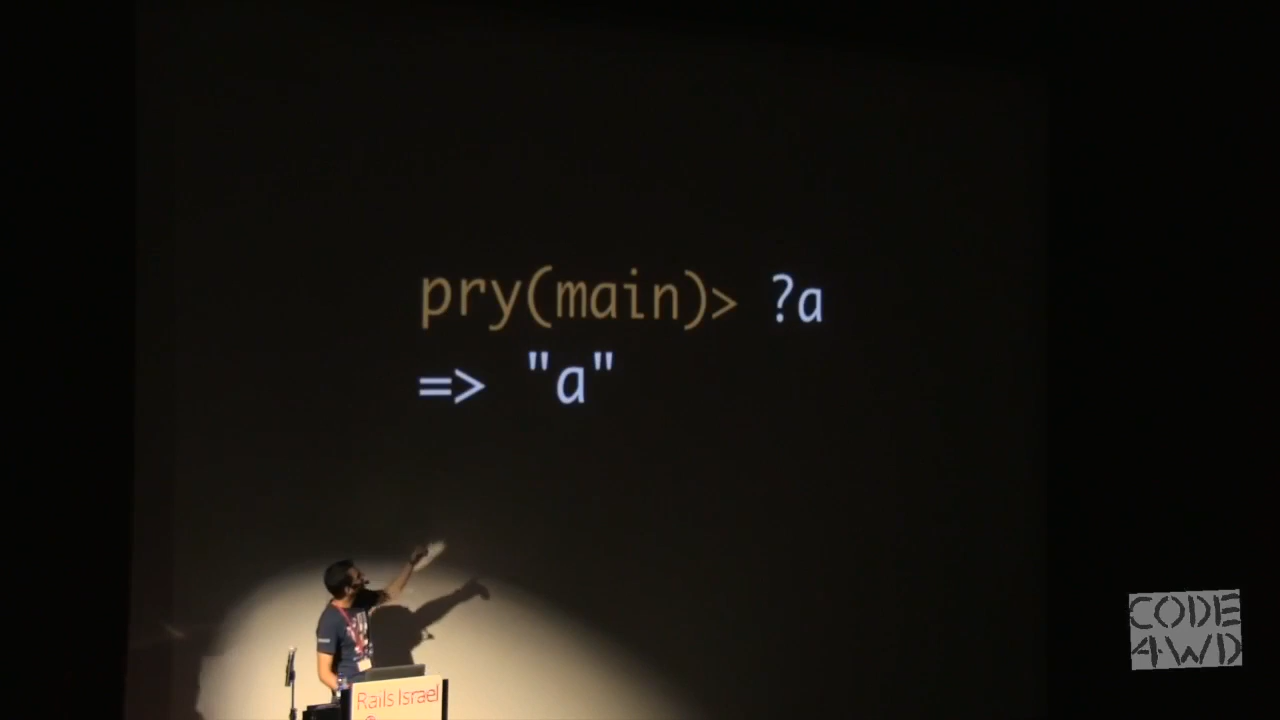 pry(main)> ?a
=> "a"
Rails Israel
CODE
4WD